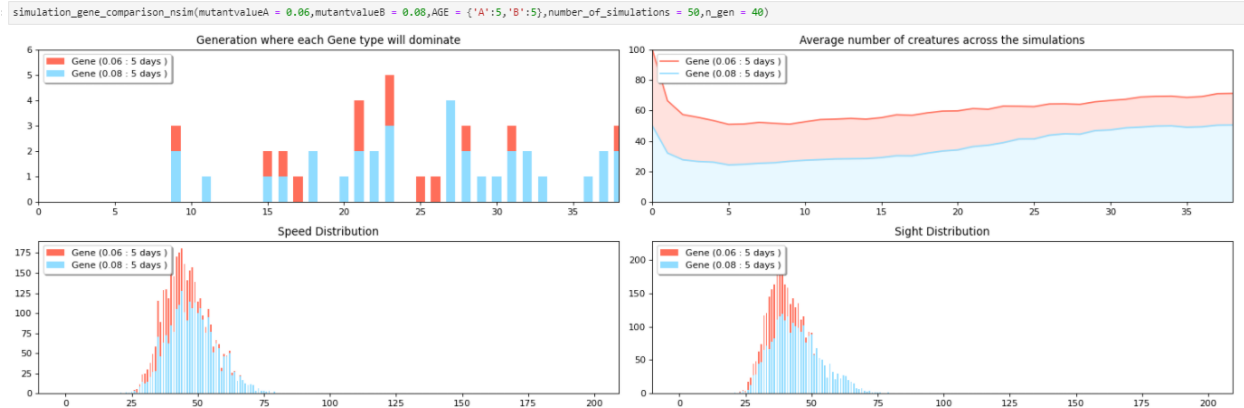 simulation_gene_comparison_nsim(mutantvalueA = 0.06,mutantvalueB = 0.08,AGE = {'A':5,'B':5},number_of_simulations = 50,n_gen = 40)
Generation where each Gene type will dominate
Gene (0.06 : 5 days )
Gene (0.08 : 5 days )
6
5
4
3
2
1
0
0 5 10 15 20 25 30 35
Average number of creatures across the simulations
Gene (0.06 : 5 days )
Gene (0.08 : 5 days )
100
80
60
40
20
0
0 5 10 15 20 25 30 35
Speed Distribution
Gene (0.06 : 5 days )
Gene (0.08 : 5 days )
175
150
125
100
75
50
25
0
0 25 50 75 100 125 150 175 200
Sight Distribution
Gene (0.06 : 5 days )
Gene (0.08 : 5 days )
200
150
100
50
0
0 25 50 75 100 125 150 175 200